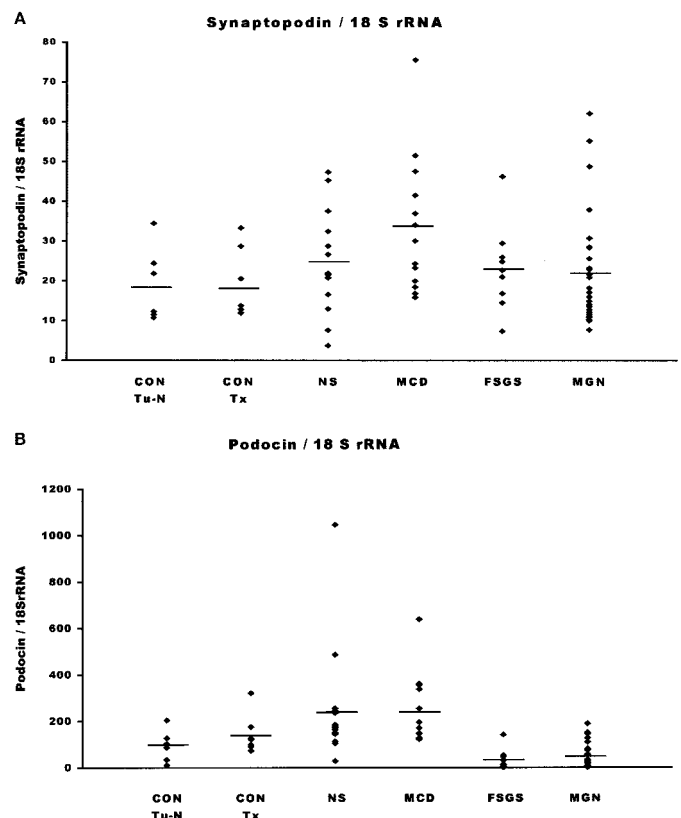 A
Synaptopodin / 18 S rRNA
80
70
60
50
40
30
20
10
0
Synaptopodin / 18S rRNA
CON Tu-N
CON Tx
NS
MCD
FSGS
MGN
B
Podocin / 18 S rRNA
1200
1000
800
600
400
200
0
Podocin / 18SrRNA
CON Tu-N
CON Tx
NS
MCD
FSGS
MGN